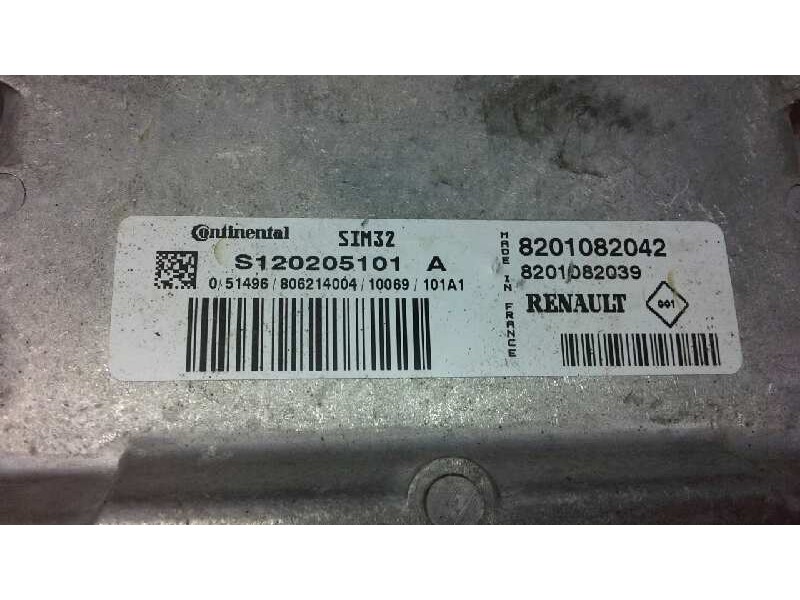 Continental SIM32
S120205101 A
0/51496/806214004/10069/101A1
MADE IN FRANCE
8201082042
8201082039
RENAULT
001